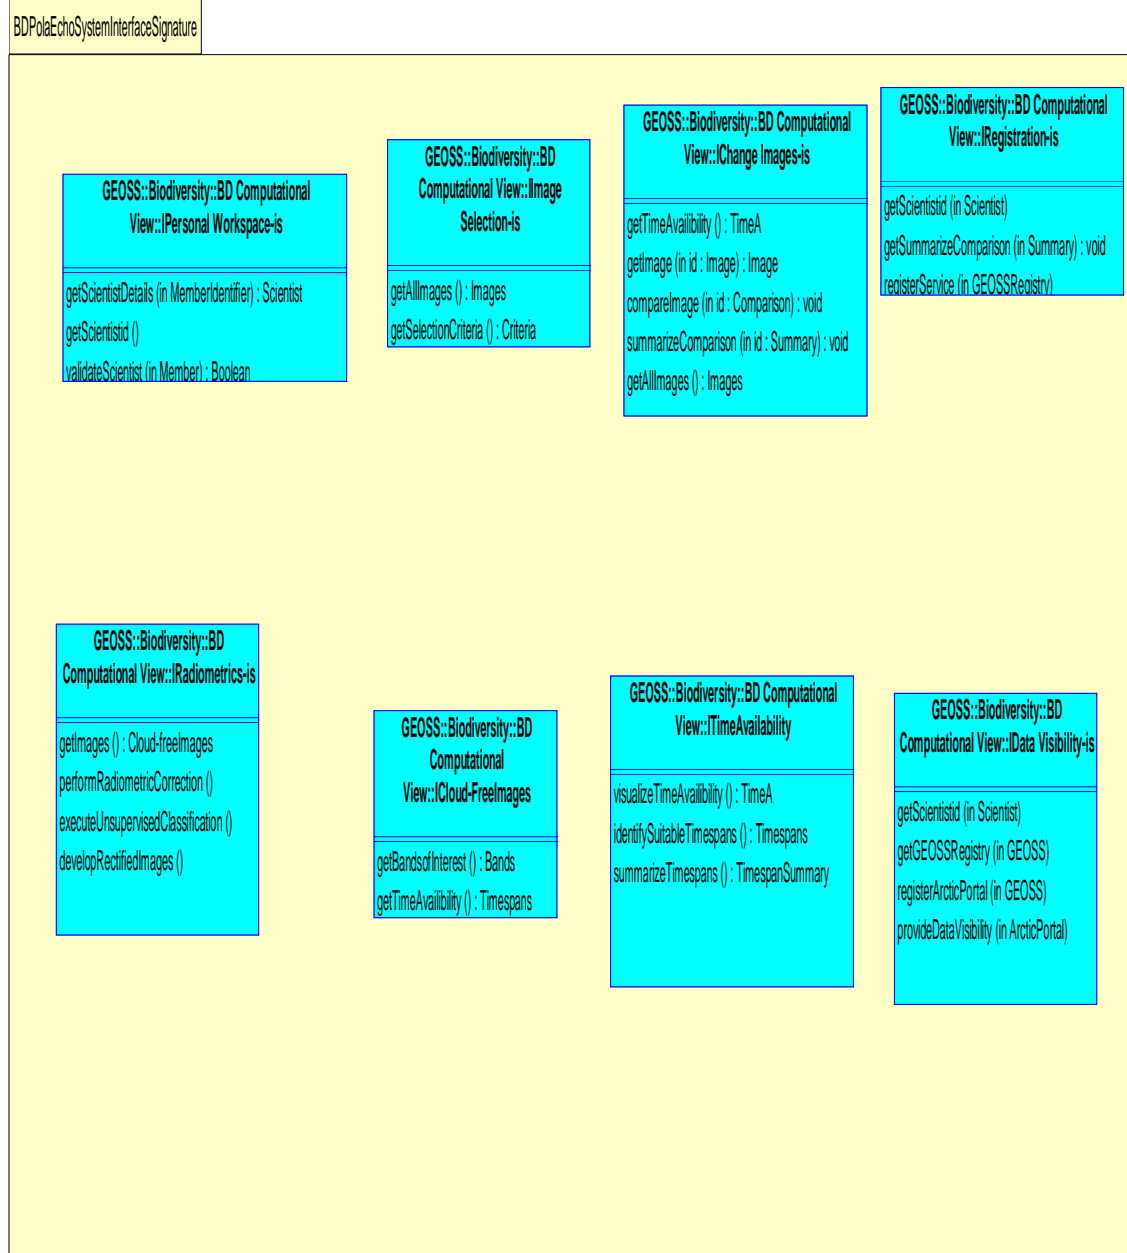 BDPolaEchoSystemInterfaceSignature
GEOSS::Biodiversity::BD Computational
View::IPersonal Workspace-is
getScientistDetails (in MemberIdentifier) : Scientist
getScientistid ()
validateScientist (in Member) : Boolean
GEOSS::Biodiversity::BD
Computational View::IImage
Selection-is
getAllImages () : Images
getSelectionCriteria () : Criteria
GEOSS::Biodiversity::BD Computational
View::IChange Images-is
getTimeAvailibility () : TimeA
getImage (in id : Image) : Image
compareImage (in id : Comparison) : void
summarizeComparison (in id : Summary) : void
getAllImages () : Images
GEOSS::Biodiversity::BD Computational
View::IRegistration-is
getScientistid (in Scientist)
getSummarizeComparison (in Summary) : void
registerService (in GEOSSRegistry)
GEOSS::Biodiversity::BD
Computational View::IRadiometrics-is
getImages () : Cloud-freeImages
performRadiometricCorrection ()
executeUnsupervisedClassification ()
developRectifiedImages ()
GEOSS::Biodiversity::BD
Computational
View::ICloud-FreeImages
getBandsofInterest () : Bands
getTimeAvailibility () : Timespans
GEOSS::Biodiversity::BD Computational
View::ITimeAvailability
visualizeTimeAvailibility () : TimeA
identifySuitableTimespans () : Timespans
summarizeTimespans () : TimespanSummary
GEOSS::Biodiversity::BD
Computational View::IData Visibility-is
getScientistid (in Scientist)
getGEOSSRegistry (in GEOSS)
registerArcticPortal (in GEOSS)
provideDataVisibility (in ArcticPortal)